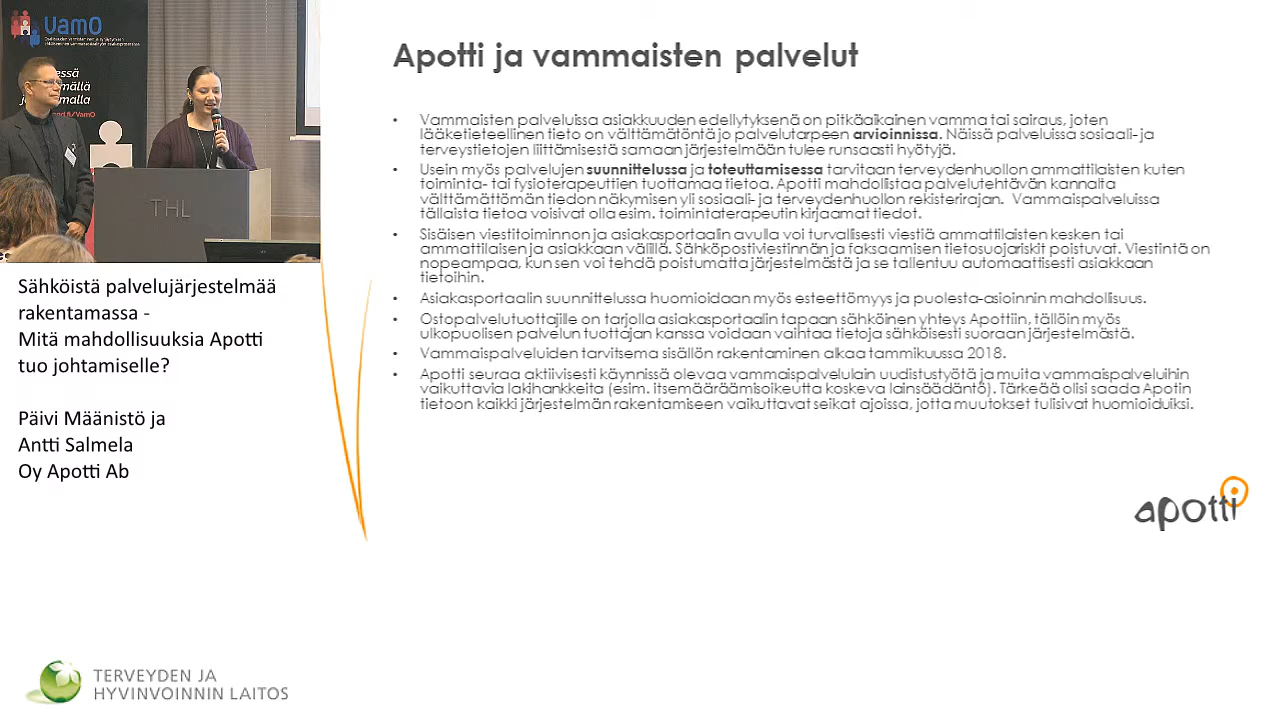 VamO
THL
Sähköistä palvelujärjestelmää
rakentamassa -
Mitä mahdollisuuksia Apotti
tuo johtamiselle?
Päivi Määnistö ja
Antti Salmela
Oy Apotti Ab
Apotti ja vammaisten palvelut
• Vammaisten palveluissa asiakkuuden edellytyksenä on pitkäaikainen vamma tai sairaus, joten
lääketieteellinen tieto on välttämätöntä jo palvelutarpeen arvioinnissa. Näissä palveluissa sosiaali- ja
terveystietojen liittämisestä samaan järjestelmään tulee runsaasti hyötyjä.
• Usein myös palvelujen suunnittelussa ja toteuttamisessa tarvitaan terveydenhuollon ammattilaisten kuten
toiminta- tai fysioterapeuttien tuottamaa tietoa. Apotti mahdollistaa palvelutehtävän kannalta
välttämättömän tiedon näkymisen yli sosiaali- ja terveydenhuollon rekisterirajan. Vammaispalveluissa
tällaista tietoa voisivat olla esim. toimintaterapeutin kirjaamat tiedot.
• Sisäisen viestitoiminnon ja asiakasportaalin avulla voi turvallisesti viestiä ammattilaisten kesken tai
ammattilaisen ja asiakkaan välillä. Sähköpostiviestinnän ja faksaamisen tietosuojariskit poistuvat. Viestintä on
nopeampaa, kun sen voi tehdä poistumatta järjestelmästä ja se tallentuu automaattisesti asiakkaan
tietoihin.
• Asiakasportaalin suunnittelussa huomioidaan myös esteettömyys ja puolesta-asioinnin mahdollisuus.
• Ostopalvelutuottajille on tarjolla asiakasportaalin tapaan sähköinen yhteys Apottiin, tällöin myös
ulkopuolisen palvelun tuottajan kanssa voidaan vaihtaa tietoja sähköisesti suoraan järjestelmästä.
• Vammaispalveluiden tarvitsema sisällön rakentaminen alkaa tammikuussa 2018.
• Apotti seuraa aktiivisesti käynnissä olevaa vammaispalvelulain uudistustyötä ja muita vammaispalveluihin
vaikuttavia lakihankkeita (esim. itsemääräämisoikeutta koskeva lainsäädäntö). Tärkeää olisi saada Apotin
tietoon kaikki järjestelmän rakentamiseen vaikuttavat seikat ajoissa, jotta muutokset tulisivat huomioiduiksi.
apotti
TERVEYDEN JA
HYVINVOINNIN LAITOS